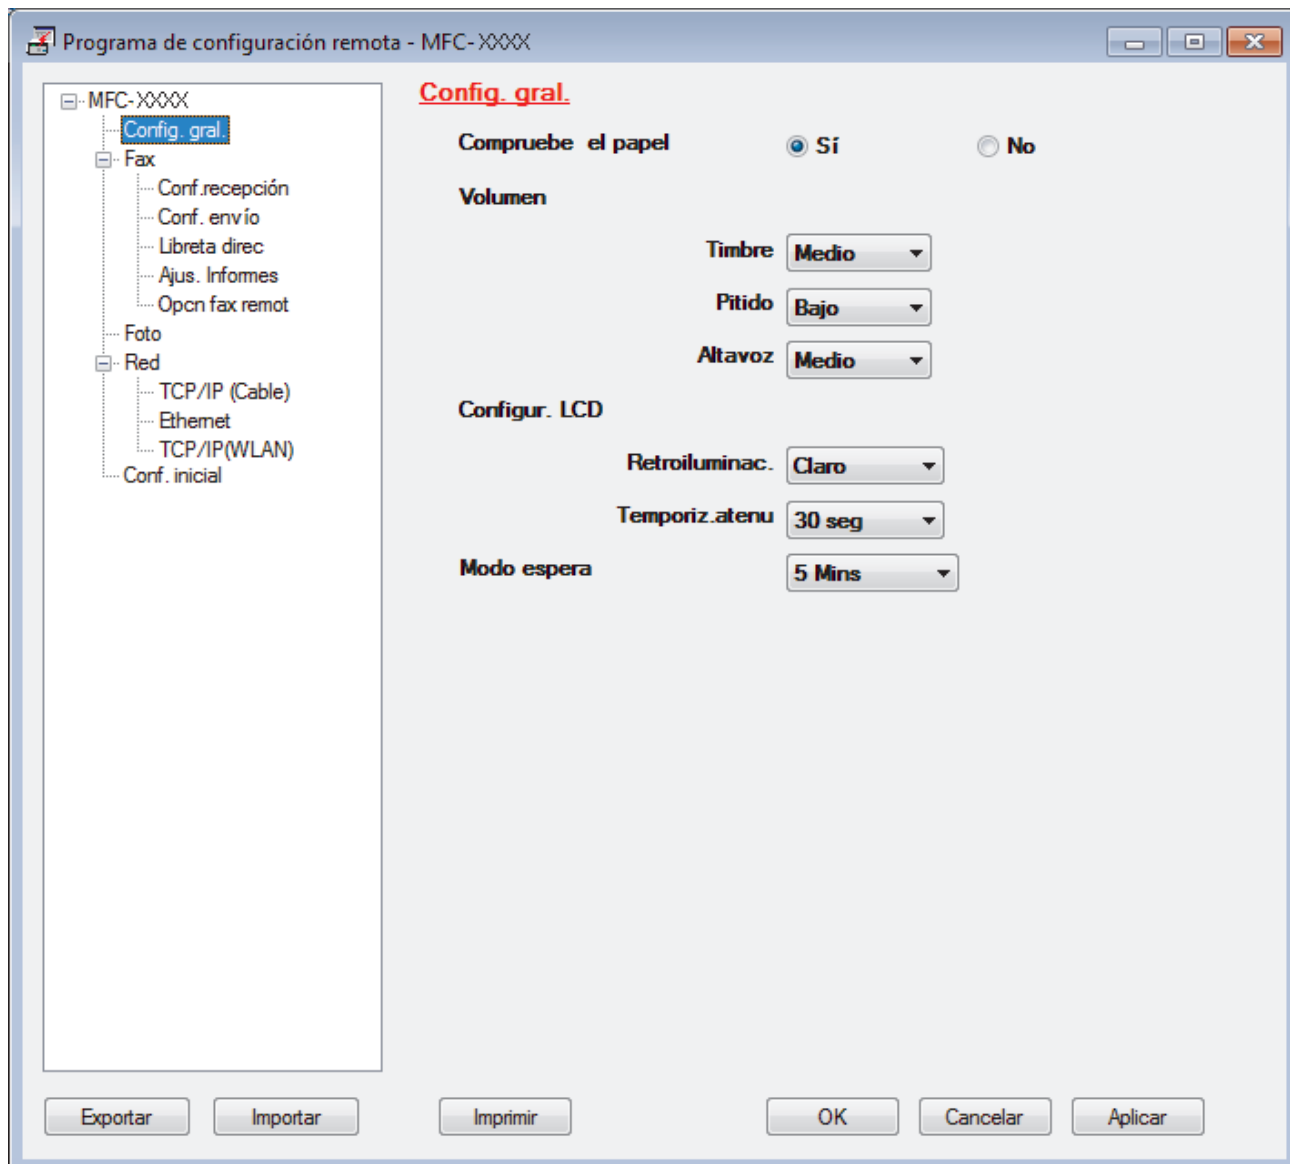 Programa de configuración remota - MFC-XXXX
MFC-XXXX
Config. gral.
Fax
Conf.recepción
Conf. envío
Libreta direc
Ajus. Informes
Opcn fax remot
Foto
Red
TCP/IP (Cable)
Ethernet
TCP/IP(WLAN)
Conf. inicial
Config. gral.
Compruebe el papel Sí No
Volumen
Timbre Medio
Pitido Bajo
Altavoz Medio
Configur. LCD
Retroiluminac. Claro
Temporiz.atenu 30 seg
Modo espera 5 Mins
Exportar Importar Imprimir OK Cancelar Aplicar